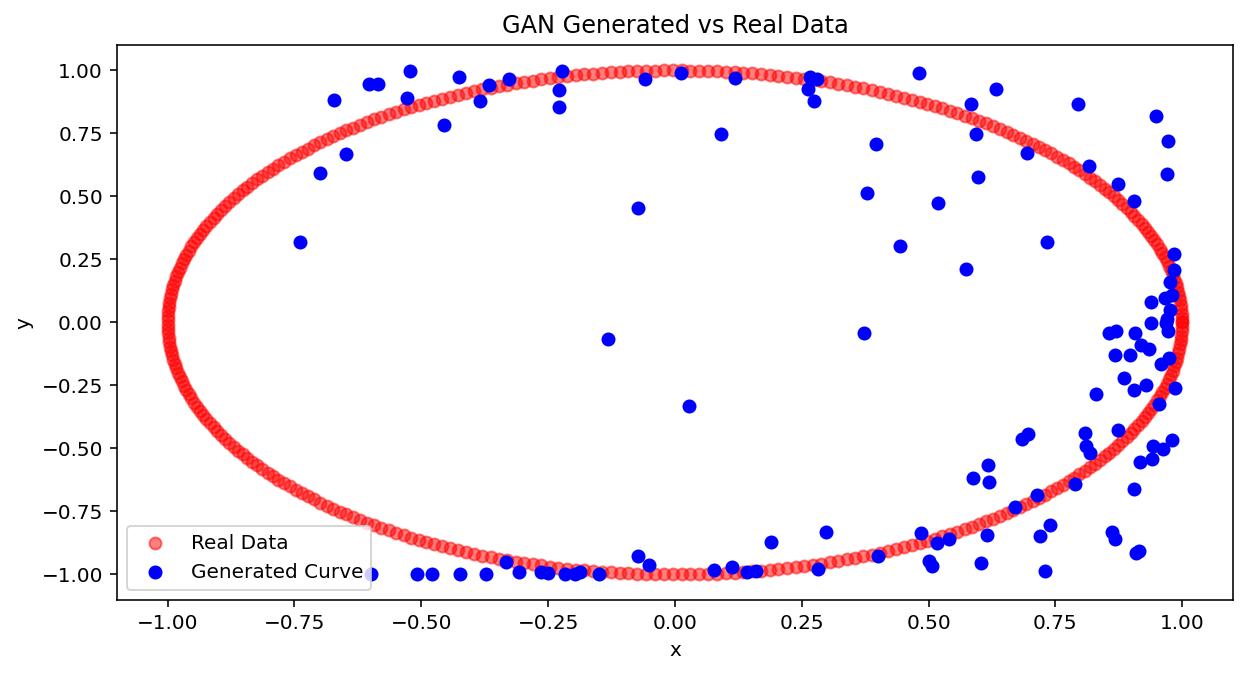 GAN Generated vs Real Data
1.00
0.75
0.50
0.25
0.00
−0.25
−0.50
−0.75
−1.00
y
Real Data
Generated Curve
−1.00 −0.75 −0.50 −0.25 0.00 0.25 0.50 0.75 1.00
x